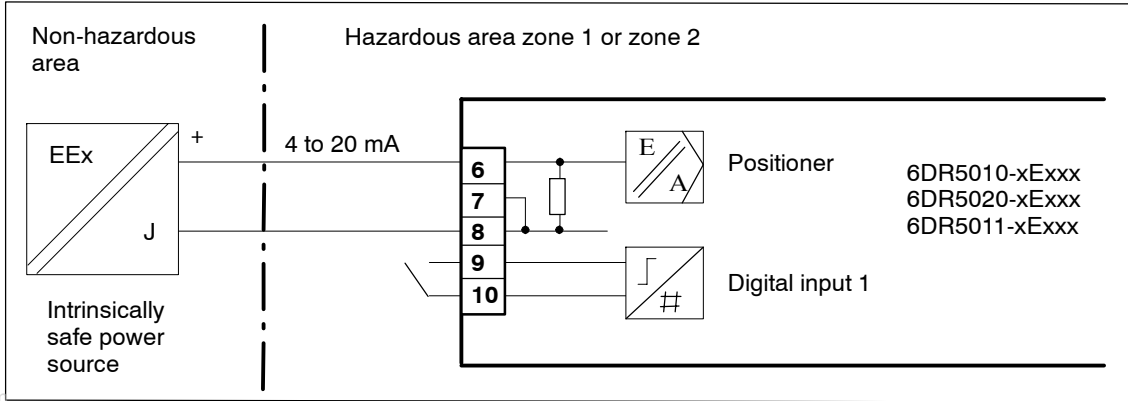 Non-hazardous
area
Hazardous area zone 1 or zone 2
EEx
+
J
4 to 20 mA
6
7
8
9
10
E
A
Positioner
6DR5010-xExxx
6DR5020-xExxx
6DR5011-xExxx
#
Digital input 1
Intrinsically
safe power
source